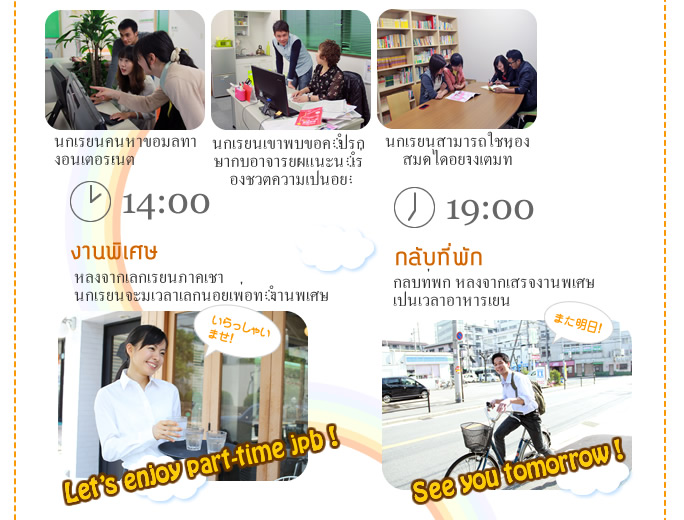 นกเรยนคนหาขอมลทา
งอนเตอรเนต
นกเรยนเขาพบขอคำปรก
ษากบอาจารยผแนะนำเร
องชวตความเปนอย
นกเรยนสามารถใชหอง
สมดไดอยางเตมท
14:00
งานพิเศษ
หลงจากเลกเรยนภาคเชา
นกเรยนจะมเวลาเลกนอยเพอทำงานพเศษ
いらっしゃい
ませ!
Let's enjoy part-time jpb !
19:00
กลับที่พัก
กลบทพก หลงจากเสรจงานพเศษ
เปนเวลาอาหารเยน
また明日!
See you tomorrow !